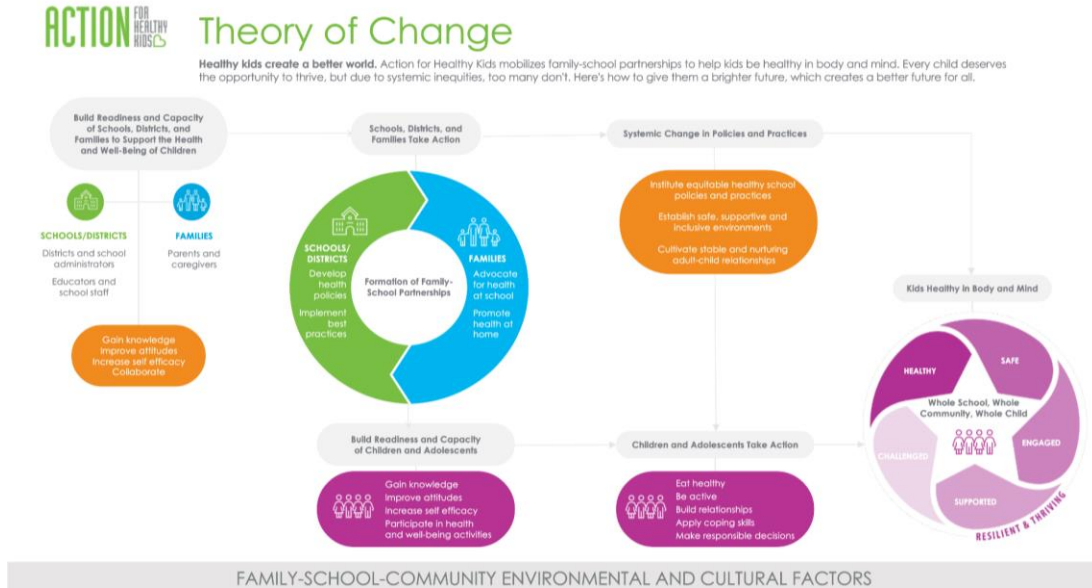 ACTION FOR HEALTHY KIDS
Theory of Change
Healthy kids create a better world. Action for Healthy Kids mobilizes family-school partnerships to help kids be healthy in body and mind. Every child deserves
the opportunity to thrive, but due to systemic inequities, too many don't. Here's how to give them a brighter future, which creates a better future for all.
Build Readiness and Capacity
of Schools, Districts, and
Families to Support the Health
and Well-Being of Children
SCHOOLS/DISTRICTS
Districts and school
administrators
Educators and
school staff
FAMILIES
Parents and
caregivers
Gain knowledge
Improve attitudes
Increase self efficacy
Collaborate
Schools, Districts, and
Families Take Action
SCHOOLS/
DISTRICTS
Develop
health
policies
Implement
best
practices
Formation of Family-
School Partnerships
FAMILIES
Advocate
for health
at school
Promote
health at
home
Build Readiness and Capacity
of Children and Adolescents
Gain knowledge
Improve attitudes
Increase self efficacy
Participate in health
and well-being activities
Systemic Change in Policies and Practices
Institute equitable healthy school
policies and practices
Establish safe, supportive and
inclusive environments
Cultivate stable and nurturing
adult-child relationships
Children and Adolescents Take Action
Eat healthy
Be active
Build relationships
Apply coping skills
Make responsible decisions
Kids Healthy in Body and Mind
HEALTHY
SAFE
ENGAGED
SUPPORTED
CHALLENGED
Whole School, Whole
Community, Whole Child
RESILIENT & THRIVING
FAMILY-SCHOOL-COMMUNITY ENVIRONMENTAL AND CULTURAL FACTORS